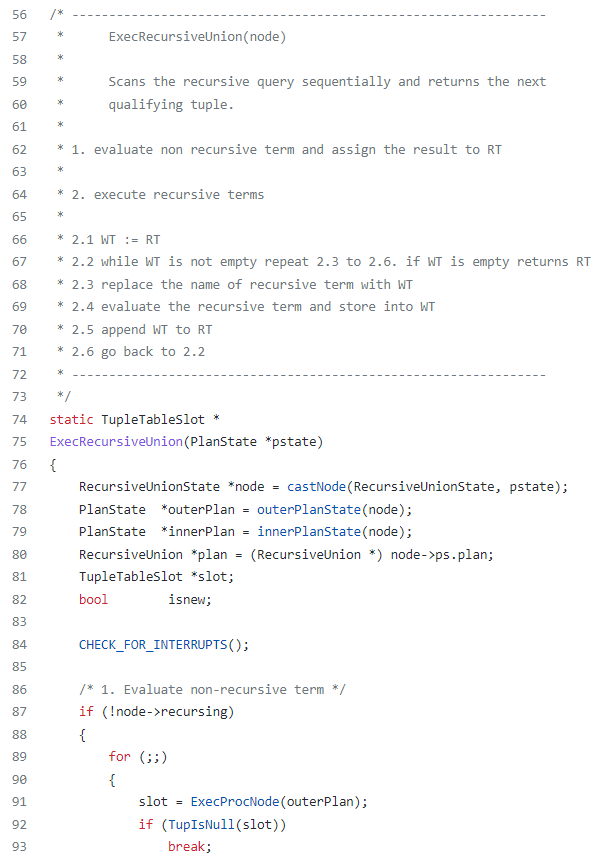 56 /* ---------------------------------------------------------------
57 * ExecRecursiveUnion(node)
58 *
59 * Scans the recursive query sequentially and returns the next
60 * qualifying tuple.
61 *
62 * 1. evaluate non recursive term and assign the result to RT
63 *
64 * 2. execute recursive terms
65 *
66 * 2.1 WT := RT
67 * 2.2 while WT is not empty repeat 2.3 to 2.6. if WT is empty returns RT
68 * 2.3 replace the name of recursive term with WT
69 * 2.4 evaluate the recursive term and store into WT
70 * 2.5 append WT to RT
71 * 2.6 go back to 2.2
72 * ---------------------------------------------------------------
73 */
74 static TupleTableSlot *
75 ExecRecursiveUnion(PlanState *pstate)
76 {
77 RecursiveUnionState *node = castNode(RecursiveUnionState, pstate);
78 PlanState *outerPlan = outerPlanState(node);
79 PlanState *innerPlan = innerPlanState(node);
80 RecursiveUnion *plan = (RecursiveUnion *) node->ps.plan;
81 TupleTableSlot *slot;
82 bool isnew;
83
84 CHECK_FOR_INTERRUPTS();
85
86 /* 1. Evaluate non-recursive term */
87 if (!node->recursing)
88 {
89 for (;;)
90 {
91 slot = ExecProcNode(outerPlan);
92 if (TupIsNull(slot))
93 break;